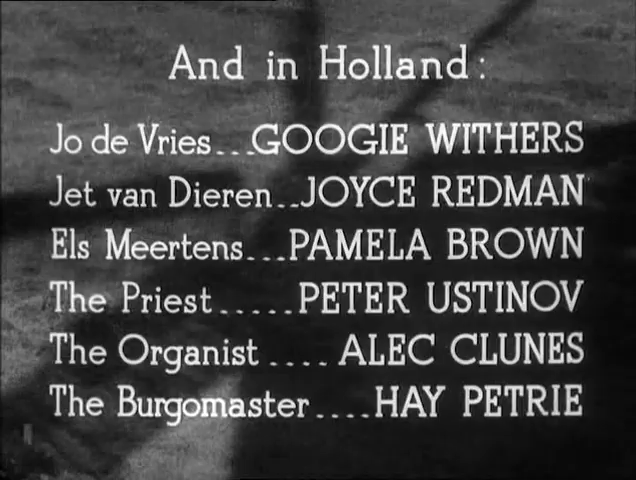 And in Holland:
Jo de Vries...GOOGIE WITHERS
Jet van Dieren..JOYCE REDMAN
Els Meertens...PAMELA BROWN
The Priest.....PETER USTINOV
The Organist....ALEC CLUNES
The Burgomaster....HAY PETRIE